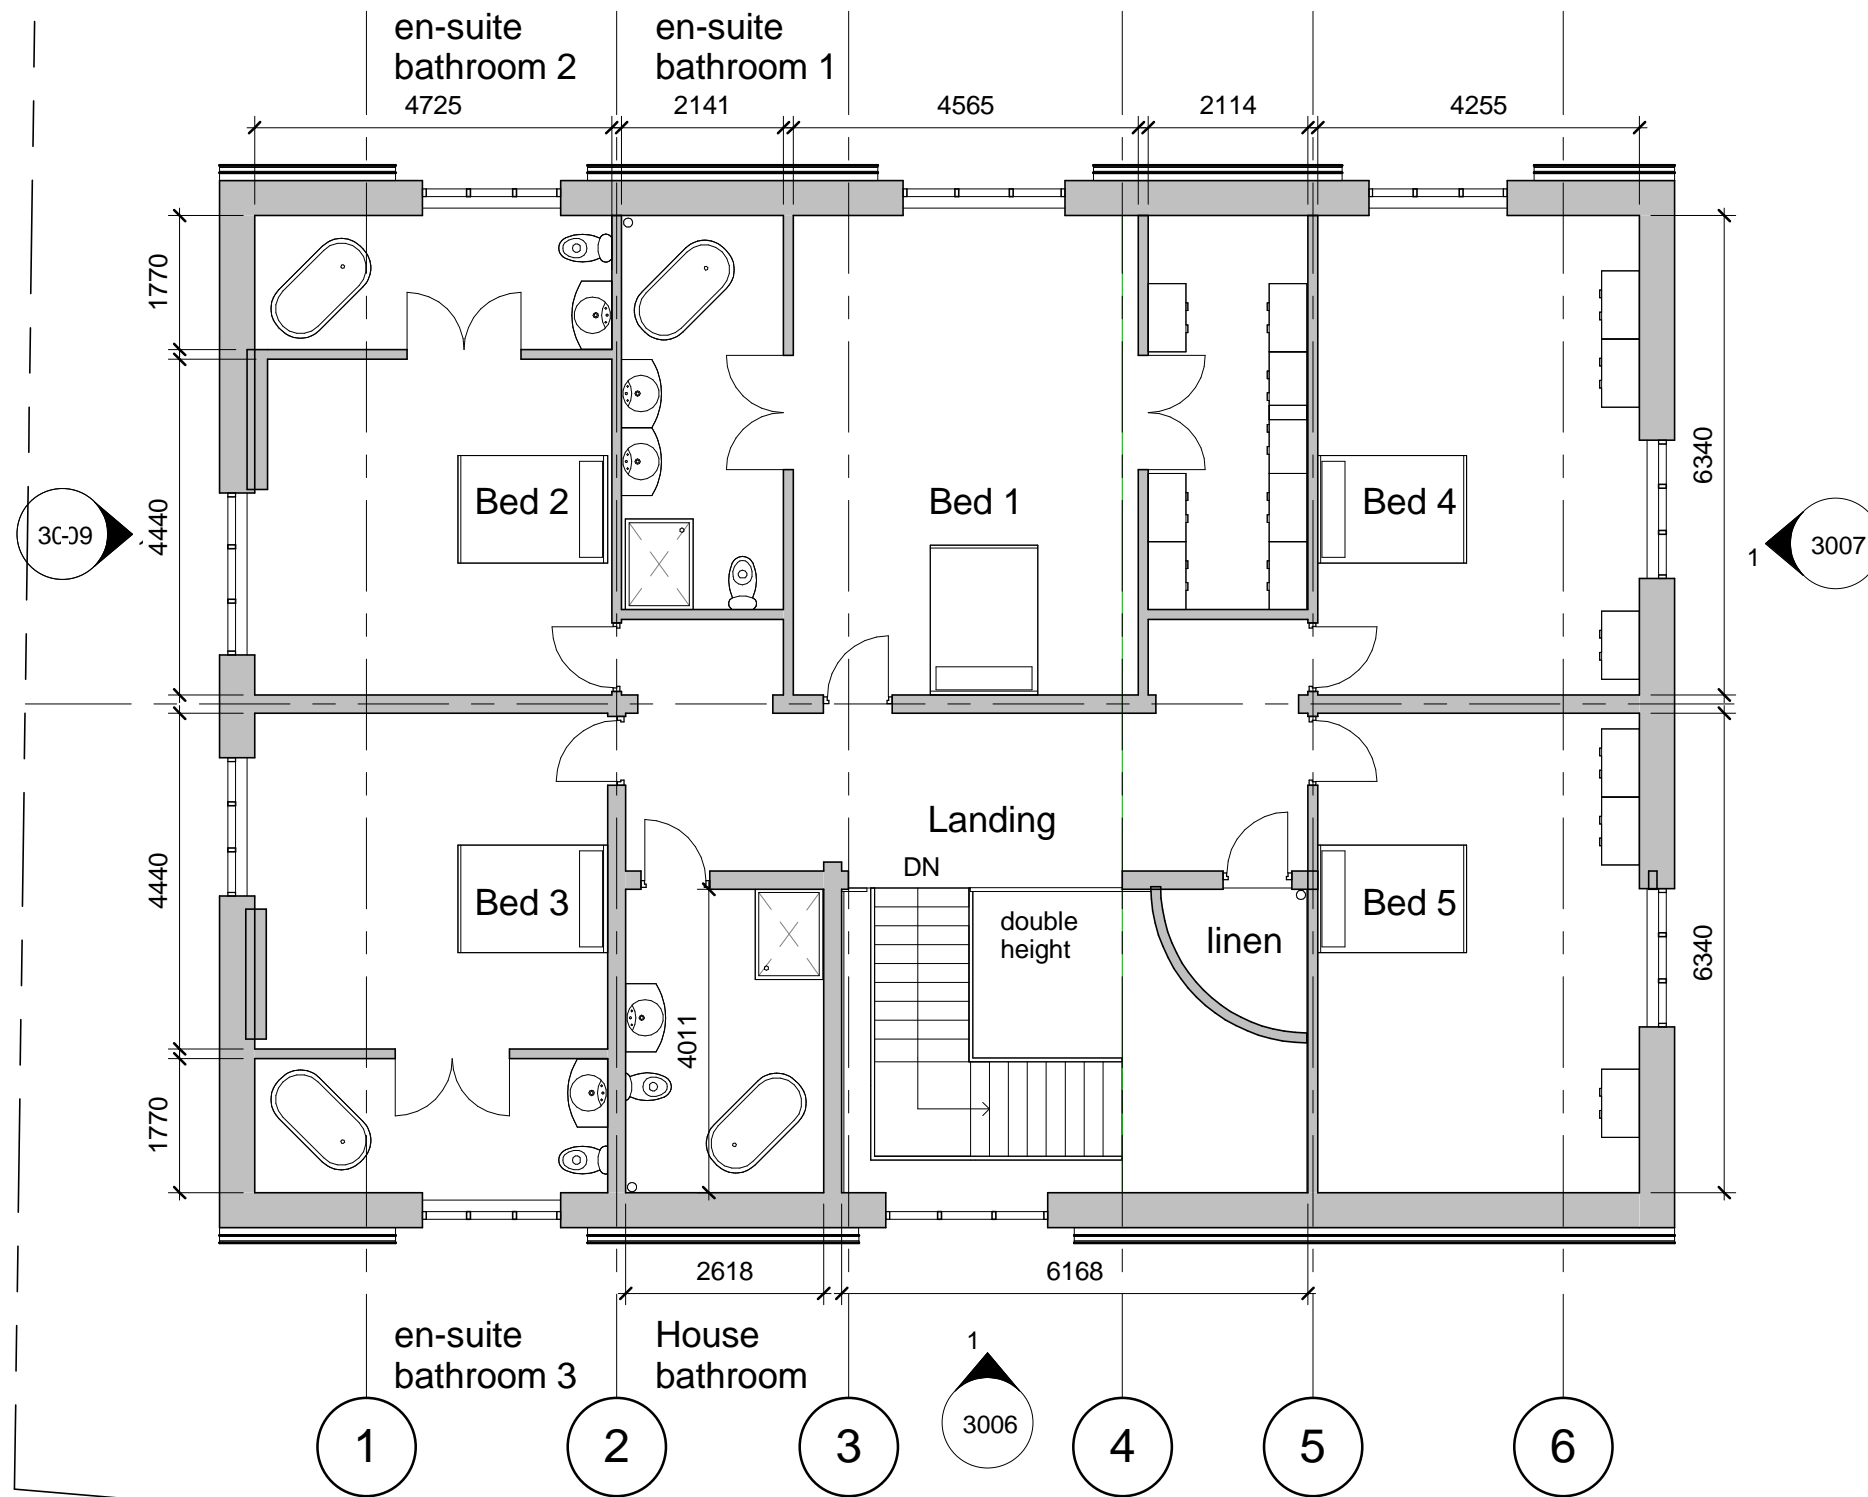 en-suite
bathroom 2
en-suite
bathroom 1
4725
2141
4565
2114
4255
1770
4440
4440
1770
6340
6340
Bed 2
Bed 1
Bed 4
3007
1
Landing
DN
Bed 3
double
height
linen
Bed 5
4011
2618
6168
en-suite
bathroom 3
House
bathroom
1
3006
1
2
3
4
5
6